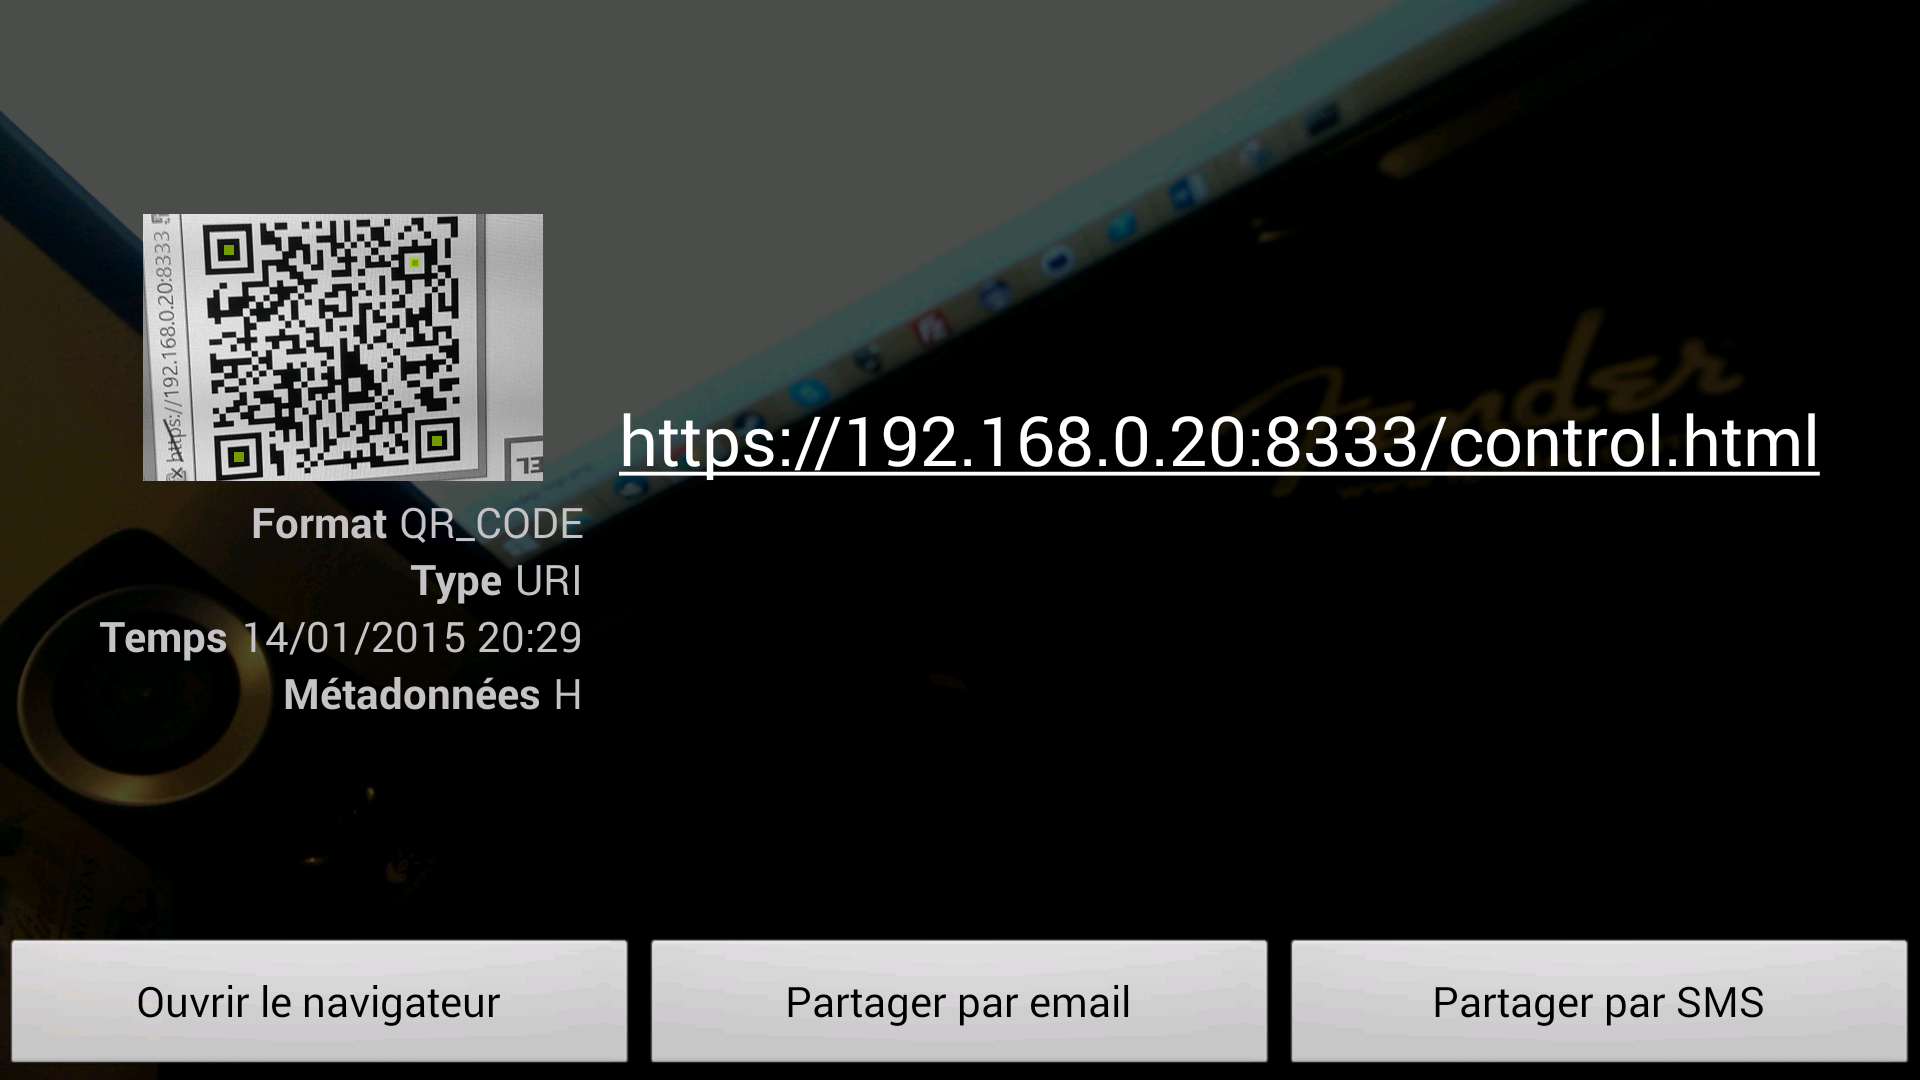 https://192.168.0.20:8333
https://192.168.0.20:8333/control.html
Fender
Format QR_CODE
Type URI
Temps 14/01/2015 20:29
Métadonnées H
Ouvrir le navigateur
Partager par email
Partager par SMS